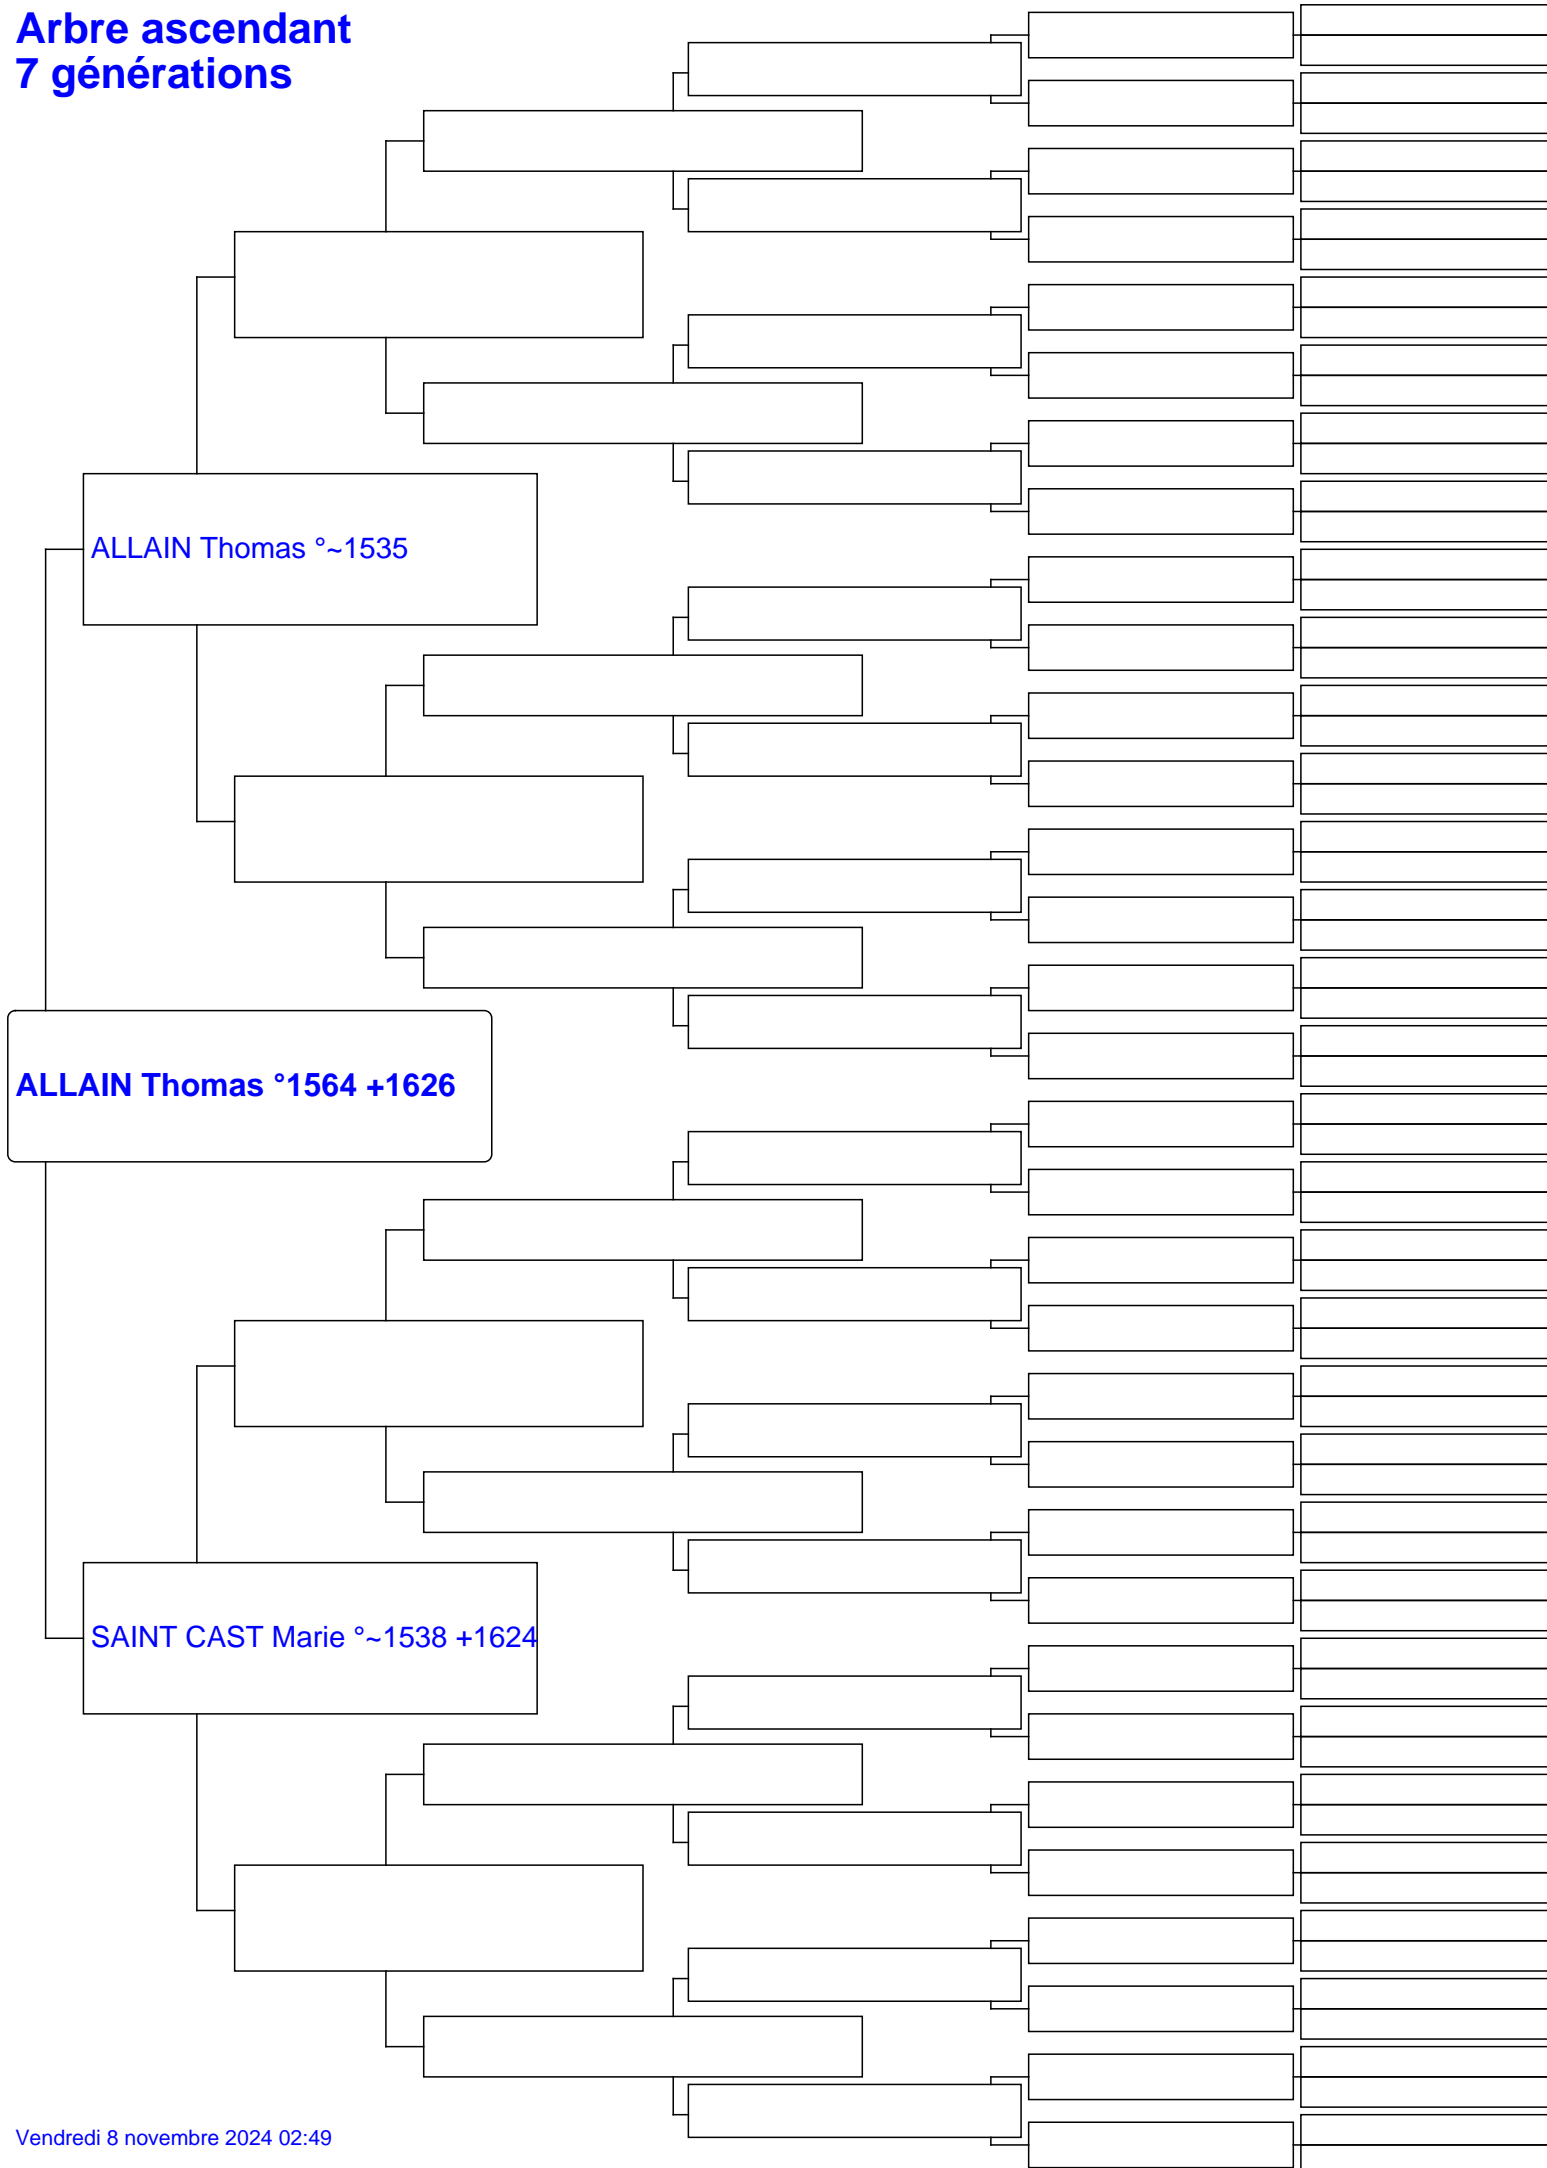 Arbre ascendant
7 générations
ALLAIN Thomas °~1535
ALLAIN Thomas °1564 +1626
SAINT CAST Marie °~1538 +1624
Vendredi 8 novembre 2024 02:49